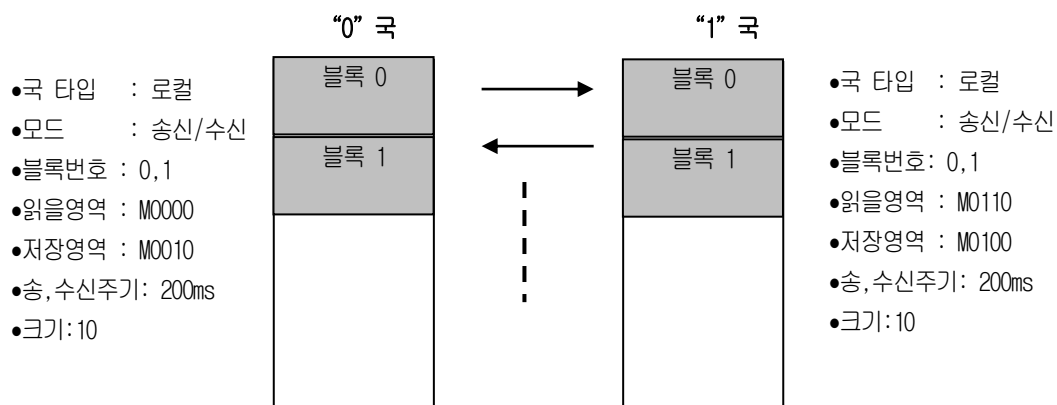 “0” 국
●국 타입 : 로컬
●모드 : 송신/수신
●블록번호 : 0,1
●읽을영역 : M0000
●저장영역 : M0010
●송,수신주기: 200ms
●크기:10
블록 0
블록 1
“1” 국
블록 0
블록 1
●국 타입 : 로컬
●모드 : 송신/수신
●블록번호: 0,1
●읽을영역 : M0110
●저장영역 : M0100
●송,수신주기: 200ms
●크기:10